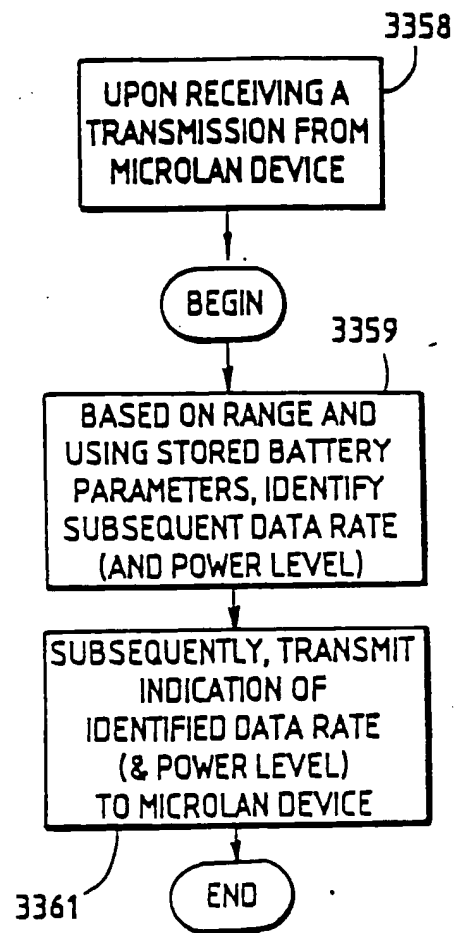 3358
UPON RECEIVING A
TRANSMISSION FROM
MICROLAN DEVICE
BEGIN
3359
BASED ON RANGE AND
USING STORED BATTERY
PARAMETERS, IDENTIFY
SUBSEQUENT DATA RATE
(AND POWER LEVEL)
SUBSEQUENTLY, TRANSMIT
INDICATION OF
IDENTIFIED DATA RATE
(& POWER LEVEL)
TO MICROLAN DEVICE
3361
END